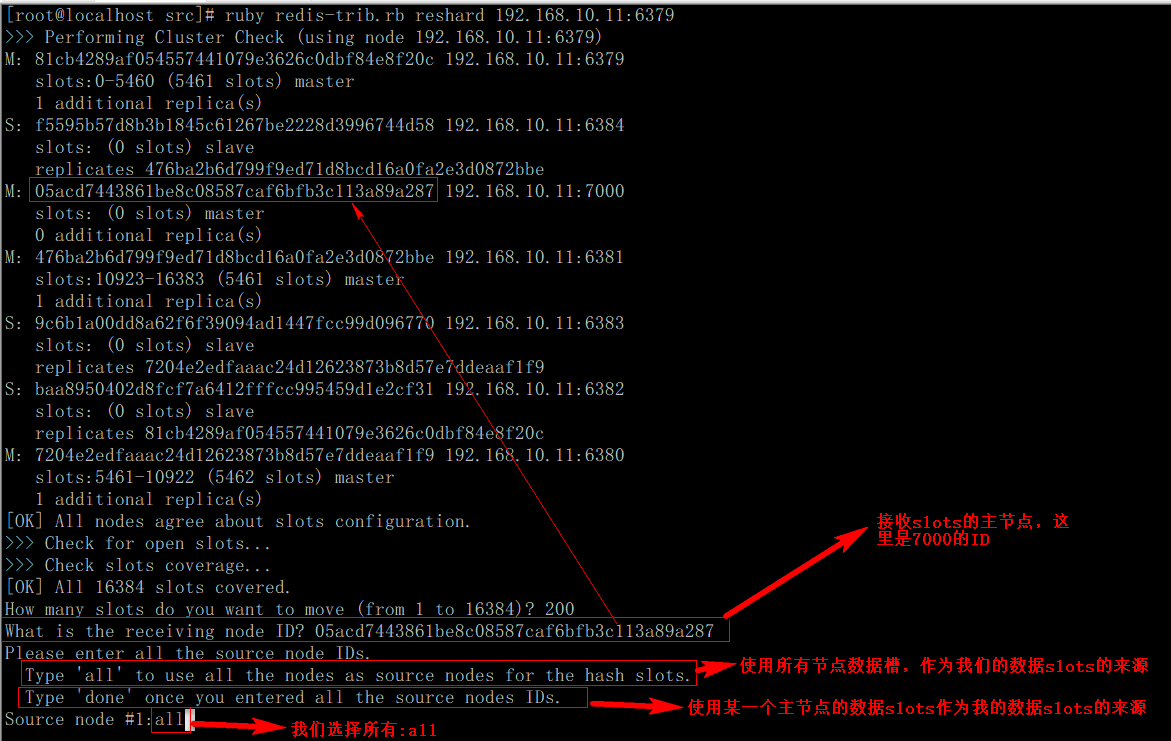 [root@localhost src]# ruby redis-trib.rb reshard 192.168.10.11:6379
>>> Performing Cluster Check (using node 192.168.10.11:6379)
M: 81cb4289af054557441079e3626c0dbf84e8f20c 192.168.10.11:6379
slots:0-5460 (5461 slots) master
1 additional replica(s)
S: f5595b57d8b3b1845c61267be2228d3996744d58 192.168.10.11:6384
slots: (0 slots) slave
replicates 476ba2b6d799f9ed71d8bcd16a0fa2e3d0872bbe
M: 05acd7443861be8c08587caf6bfb3c113a89a287 192.168.10.11:7000
slots: (0 slots) master
0 additional replica(s)
M: 476ba2b6d799f9ed71d8bcd16a0fa2e3d0872bbe 192.168.10.11:6381
slots:10923-16383 (5461 slots) master
1 additional replica(s)
S: 9c6b1a00dd8a62f6f39094ad1447fcc99d096770 192.168.10.11:6383
slots: (0 slots) slave
replicates 7204e2edfaaac24d12623873b8d57e7ddeaaf1f9
S: baa8950402d8fcf7a6412fffcc995459d1e2cf31 192.168.10.11:6382
slots: (0 slots) slave
replicates 81cb4289af054557441079e3626c0dbf84e8f20c
M: 7204e2edfaaac24d12623873b8d57e7ddeaaf1f9 192.168.10.11:6380
slots:5461-10922 (5462 slots) master
1 additional replica(s)
[OK] All nodes agree about slots configuration.
>>> Check for open slots...
>>> Check slots coverage...
[OK] All 16384 slots covered.
接收slots的主节点，这
里是7000的ID
How many slots do you want to move (from 1 to 16384)? 200
What is the receiving node ID? 05acd7443861be8c08587caf6bfb3c113a89a287
Please enter all the source node IDs.
Type 'all' to use all the nodes as source nodes for the hash slots.
使用所有节点数据槽，作为我们的数据slots的来源
Type 'done' once you entered all the source nodes IDs.
使用某一个主节点的数据slots作为我的数据slots的来源
Source node #1:all
我们选择所有:all